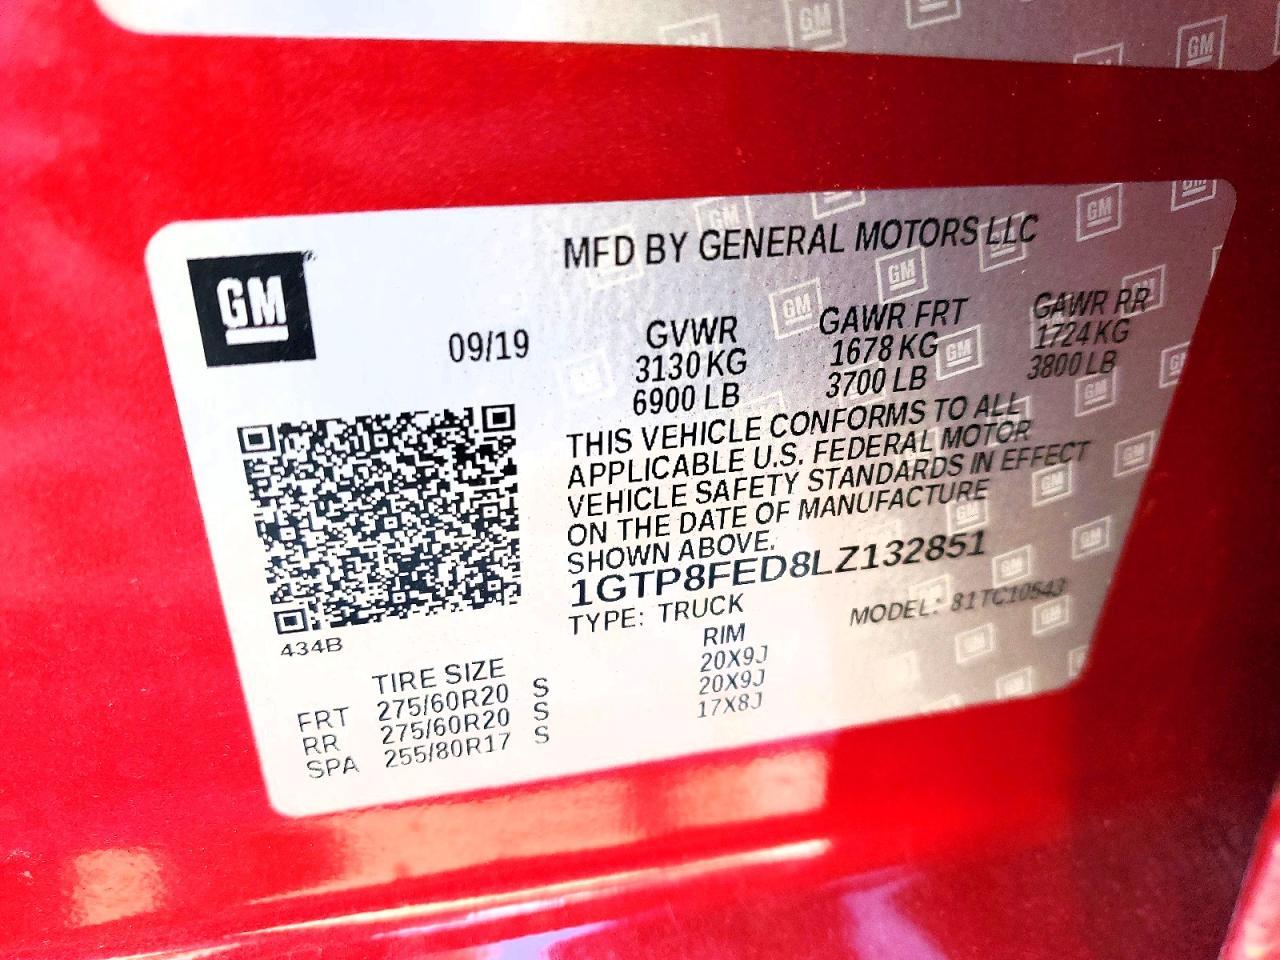 GM
MFD BY GENERAL MOTORS LLC
09/19
GVWR GAWR FRT GAWR RR
3130 KG 1678 KG 1724 KG
6900 LB 3700 LB 3800 LB
THIS VEHICLE CONFORMS TO ALL
APPLICABLE U.S. FEDERAL MOTOR
VEHICLE SAFETY STANDARDS IN EFFECT
ON THE DATE OF MANUFACTURE
SHOWN ABOVE.
1GTP8FED8LZ132851
TYPE: TRUCK MODEL: 81TC10543
434B
TIRE SIZE RIM
FRT 275/60R20 S 20X9J
RR 275/60R20 S 20X9J
SPA 255/80R17 S 17X8J